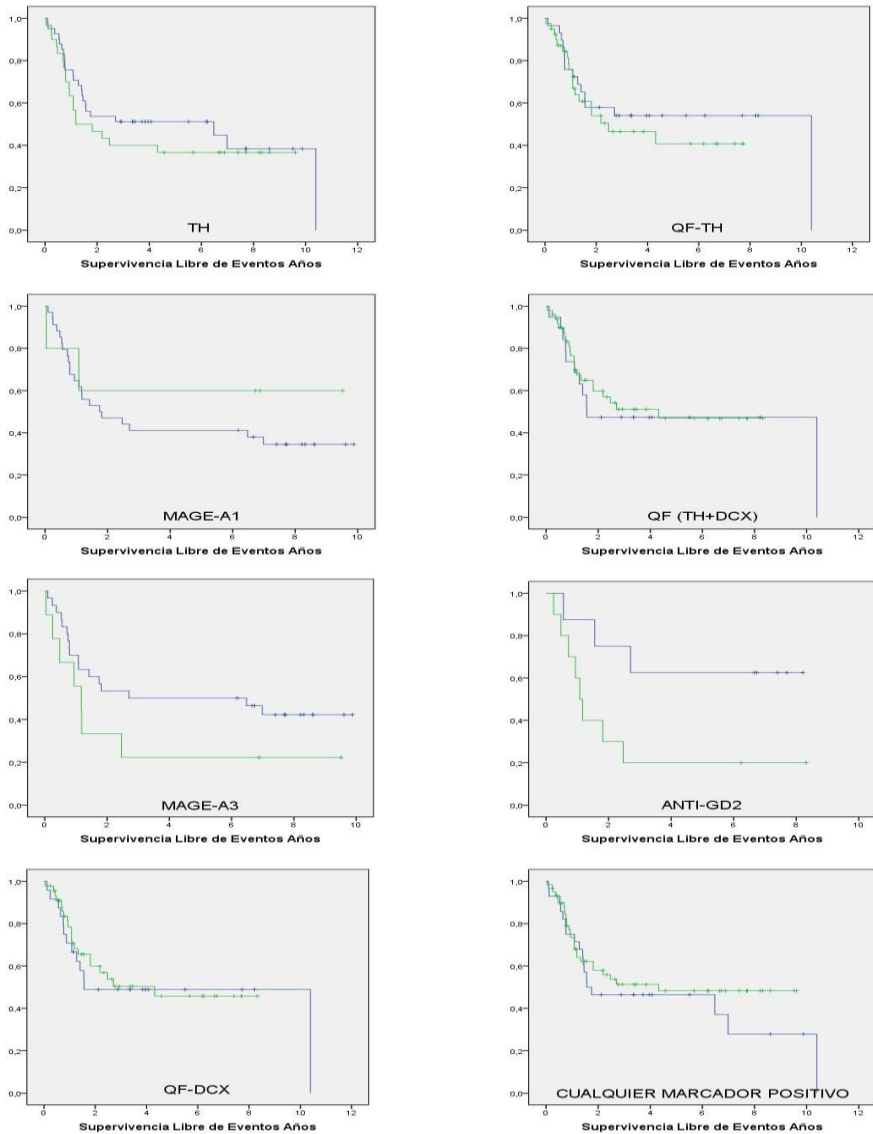 1,0
0,8
0,6
0,4
0,2
0,0
TH
0 2 4 6 8 10 12
Supervivencia Libre de Eventos Años
1,0
0,8
0,6
0,4
0,2
0,0
QF-TH
0 2 4 6 8 10 12
Supervivencia Libre de Eventos Años
1,0
0,8
0,6
0,4
0,2
0,0
MAGE-A1
0 2 4 6 8 10
Supervivencia Libre de Eventos Años
1,0
0,8
0,6
0,4
0,2
0,0
QF (TH+DCX)
0 2 4 6 8 10 12
Supervivencia Libre de Eventos Años
1,0
0,8
0,6
0,4
0,2
0,0
MAGE-A3
0 2 4 6 8 10
Supervivencia Libre de Eventos Años
1,0
0,8
0,6
0,4
0,2
0,0
ANTI-GD2
0 2 4 6 8 10
Supervivencia Libre de Eventos Años
1,0
0,8
0,6
0,4
0,2
0,0
QF-DCX
0 2 4 6 8 10 12
Supervivencia Libre de Eventos Años
1,0
0,8
0,6
0,4
0,2
0,0
CUALQUIER MARCADOR POSITIVO
0 2 4 6 8 10 12
Supervivencia Libre de Eventos Años